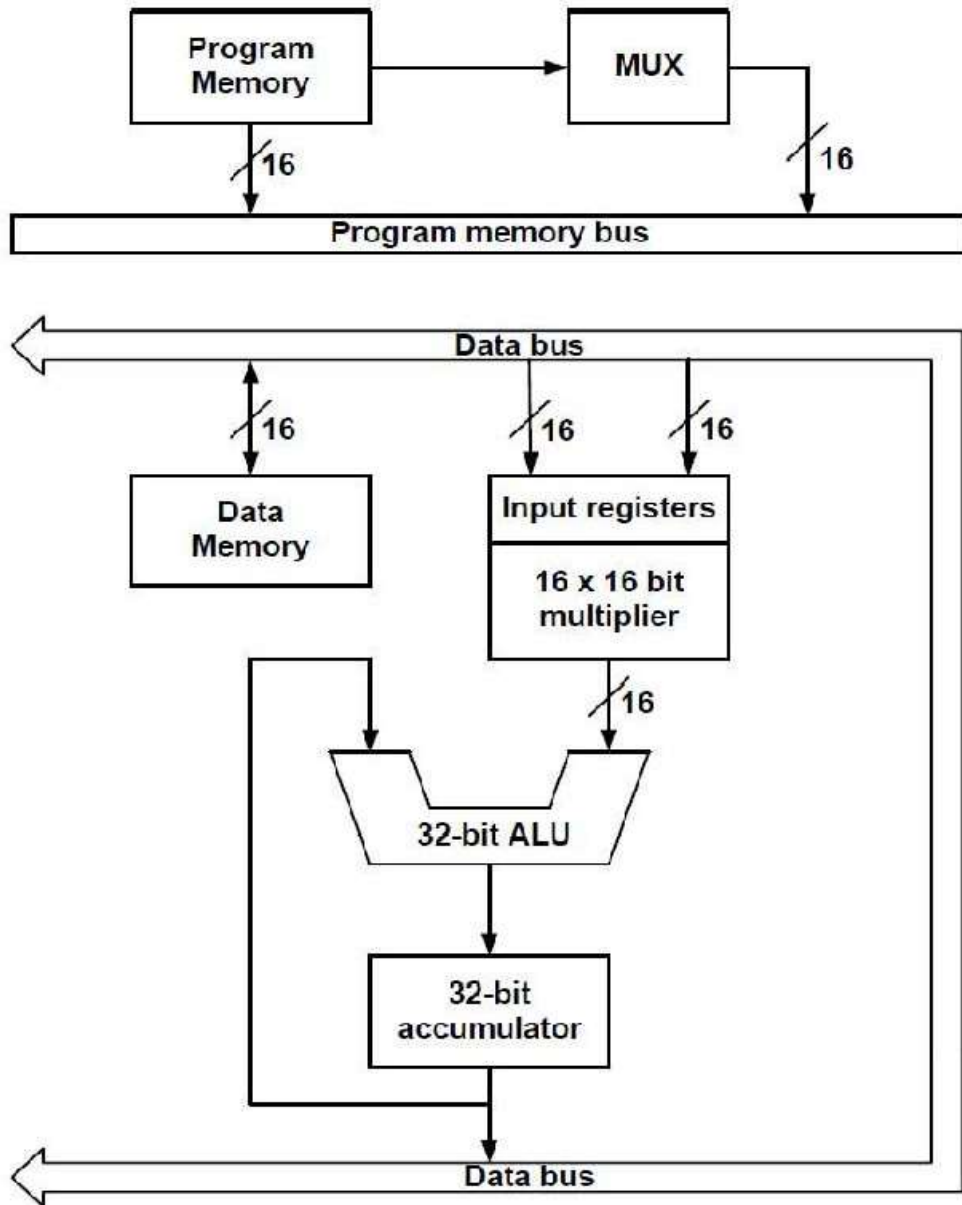 Program
Memory
MUX
16
16
Program memory bus
Data bus
16
16
16
Data
Memory
Input registers
16 x 16 bit
multiplier
16
32-bit ALU
32-bit
accumulator
Data bus